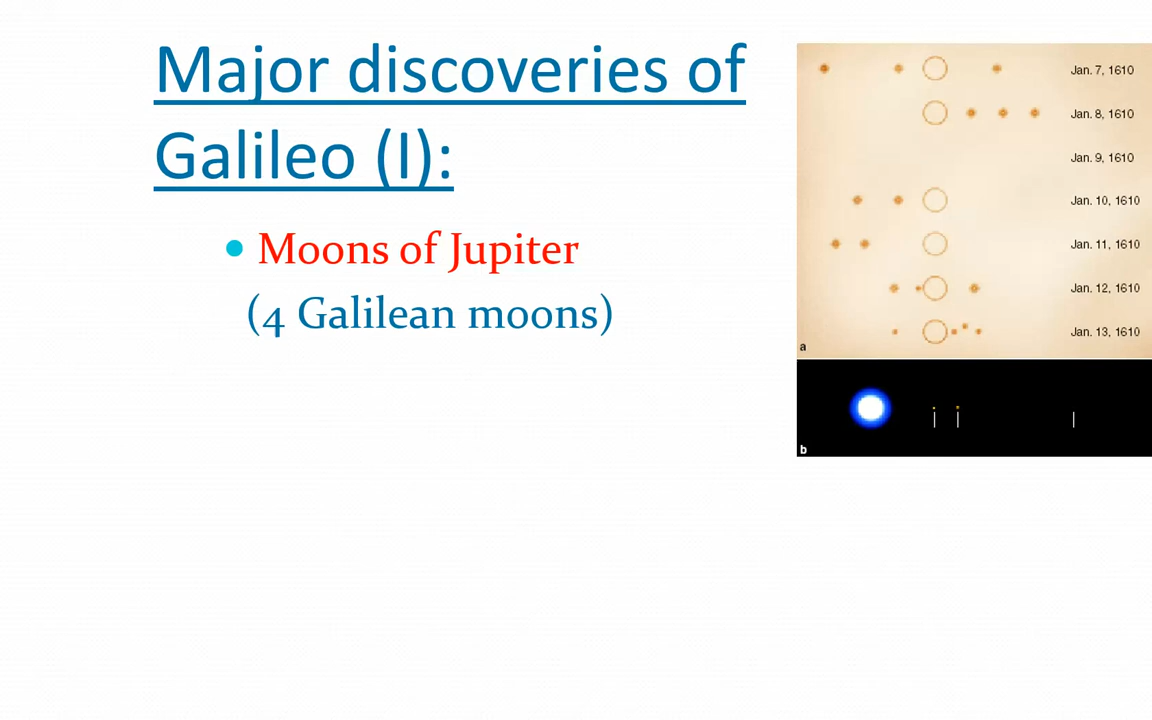 Major discoveries of
Galileo (I):
Moons of Jupiter
(4 Galilean moons)
Jan. 7, 1610
Jan. 8, 1610
Jan. 9, 1610
Jan. 10, 1610
Jan. 11, 1610
Jan. 12, 1610
Jan. 13, 1610
a
b